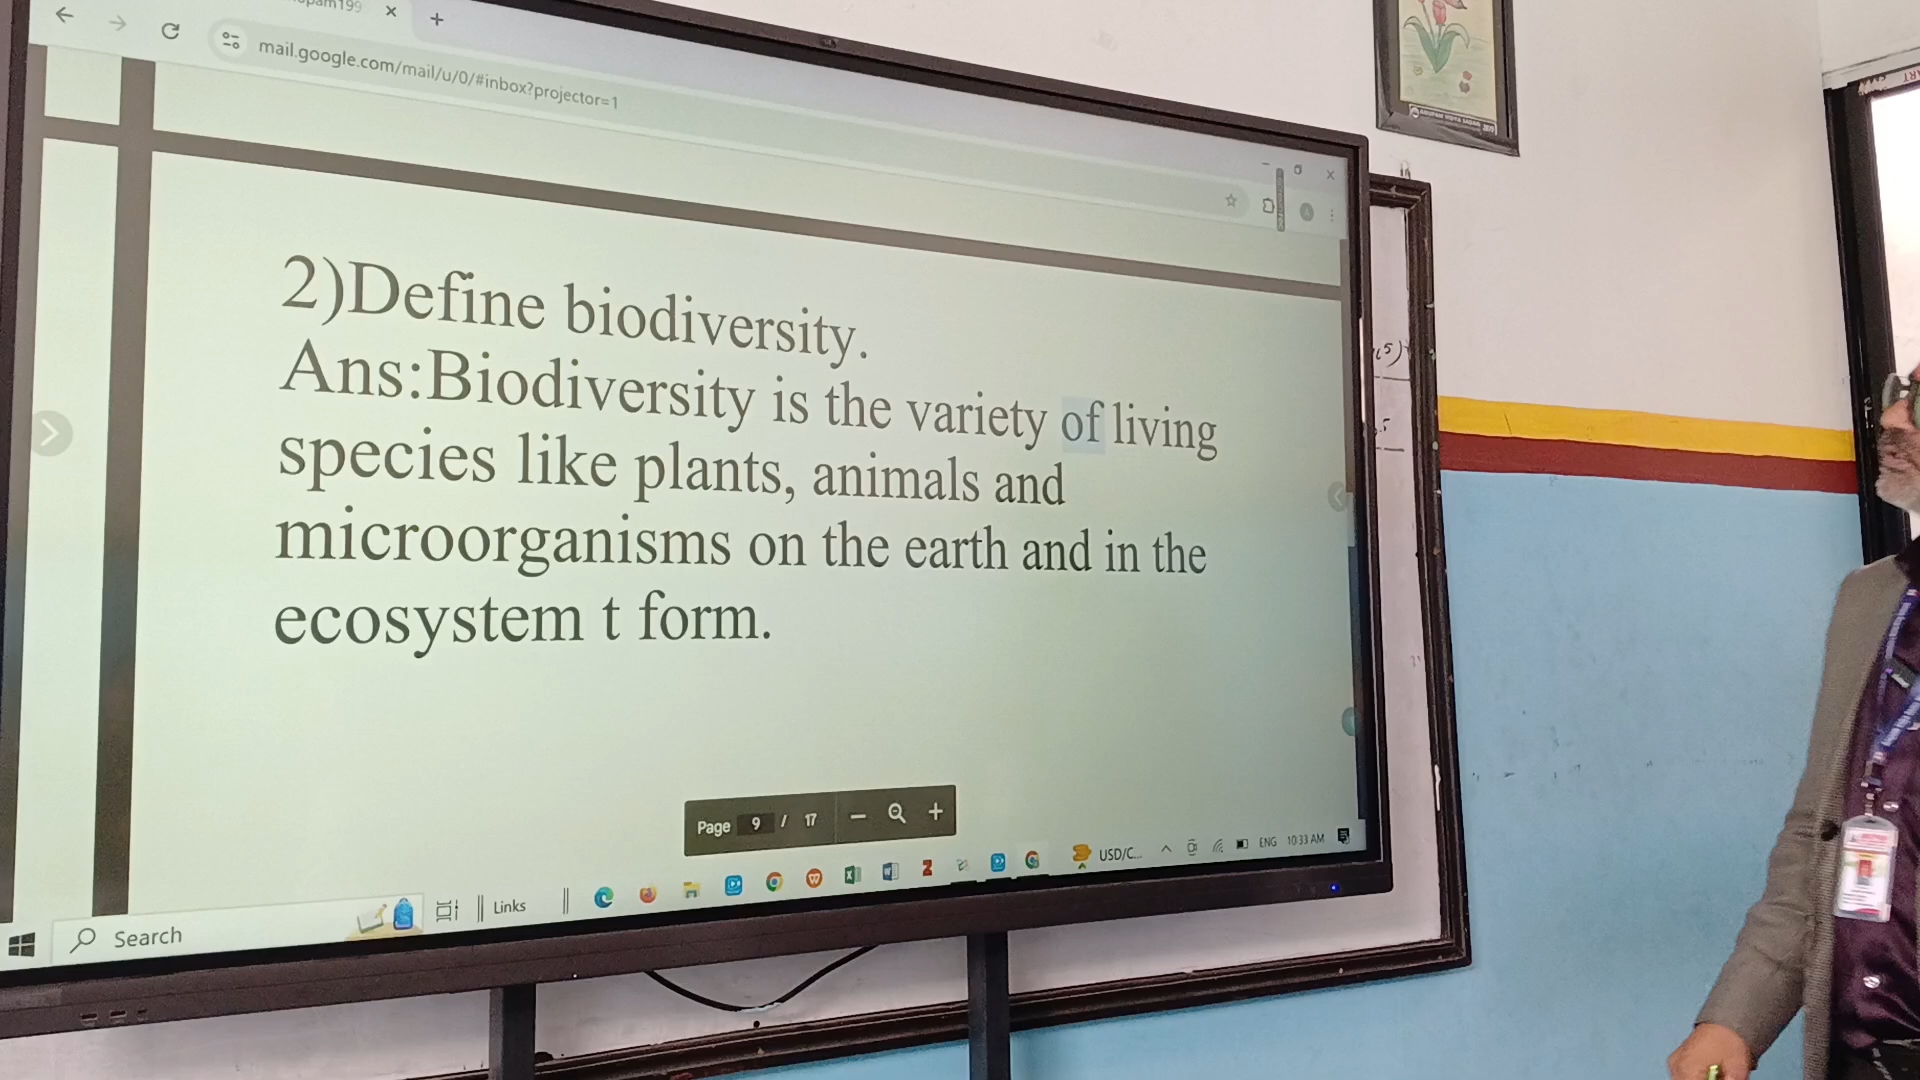 mail.google.com/mail/u/0/#inbox?projector=1
2)Define biodiversity.
Ans:Biodiversity is the variety of living
species like plants, animals and
microorganisms on the earth and in the
ecosystem t form.
Page 9 / 17
Search
Links
USD/C...
ENG 10:33 AM